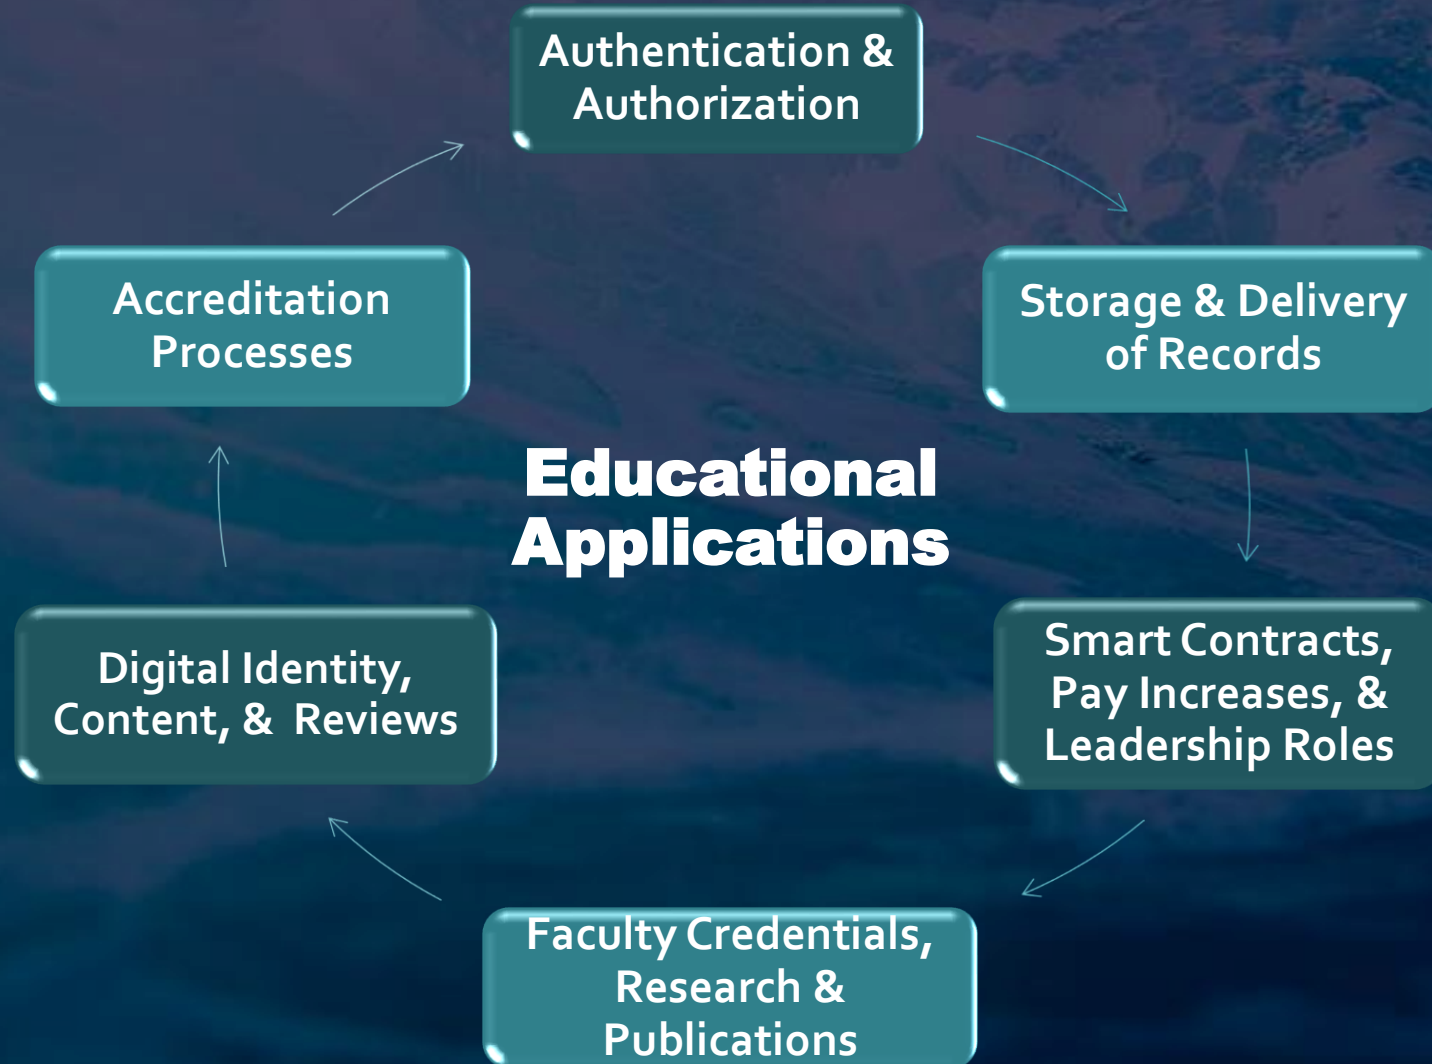 Authentication &
Authorization
Storage & Delivery
of Records
Smart Contracts,
Pay Increases, &
Leadership Roles
Faculty Credentials,
Research &
Publications
Digital Identity,
Content, & Reviews
Accreditation
Processes
Educational
Applications